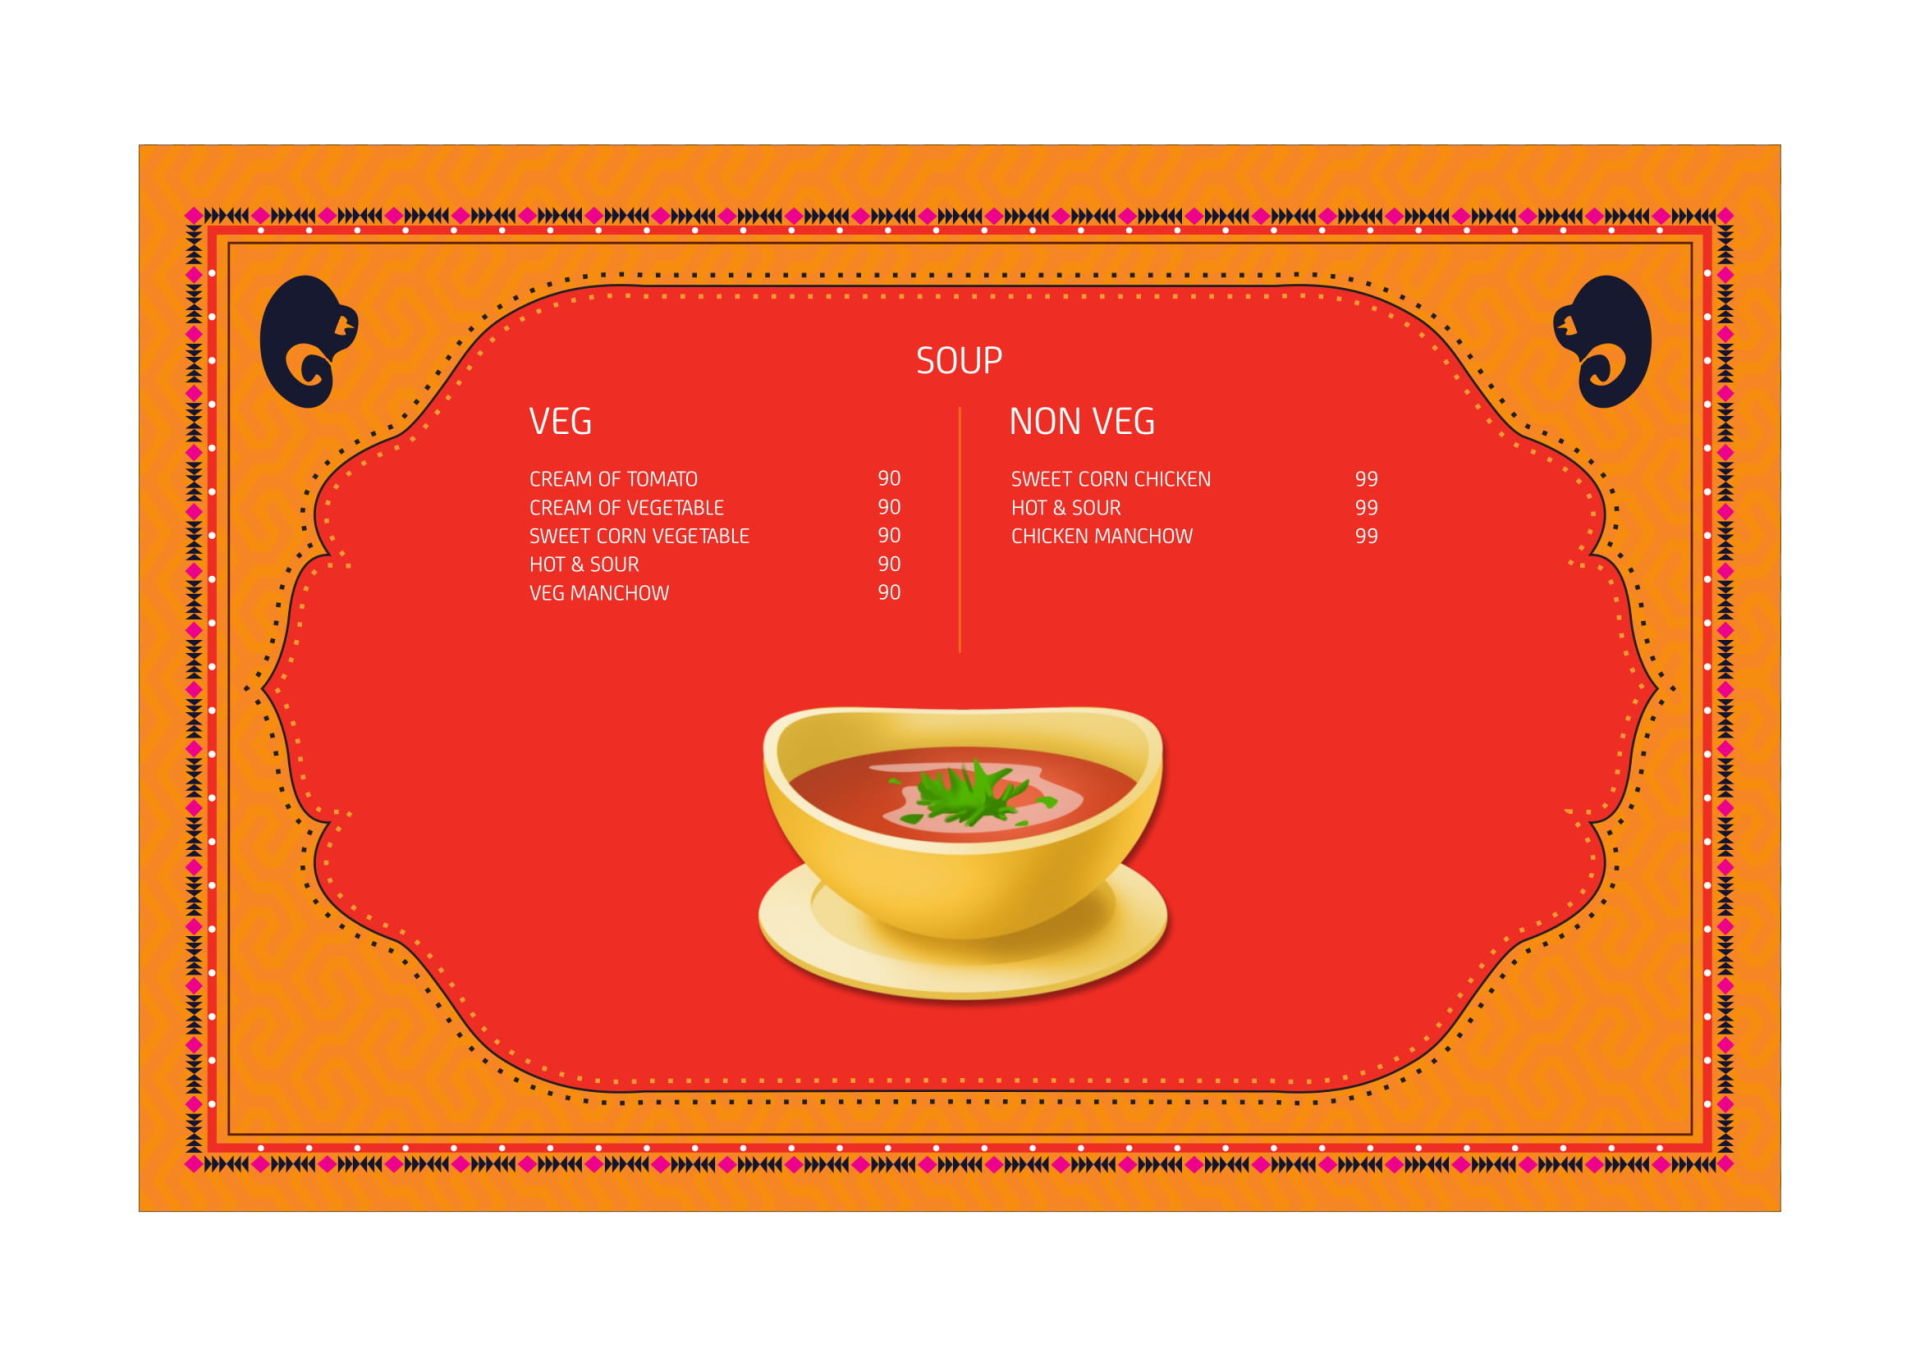 SOUP
VEG
CREAM OF TOMATO 90
CREAM OF VEGETABLE 90
SWEET CORN VEGETABLE 90
HOT & SOUR 90
VEG MANCHOW 90
NON VEG
SWEET CORN CHICKEN 99
HOT & SOUR 99
CHICKEN MANCHOW 99